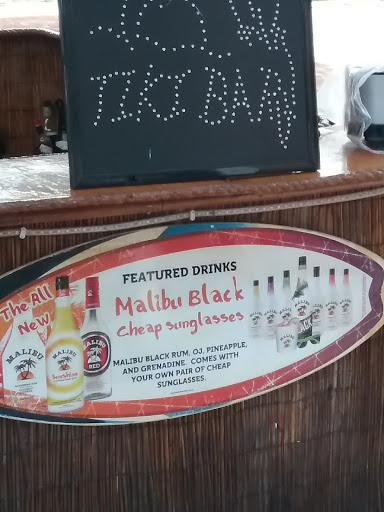 TIKI BAR
FEATURED DRINKS
The All
New
Malibu Black
Cheap Sunglasses
MALIBU BLACK RUM, OJ, PINEAPPLE,
AND GRENADINE. COMES WITH
YOUR OWN PAIR OF CHEAP
SUNGLASSES.
MALIBU
MALIBU
Sunshine
MALIBU
RED